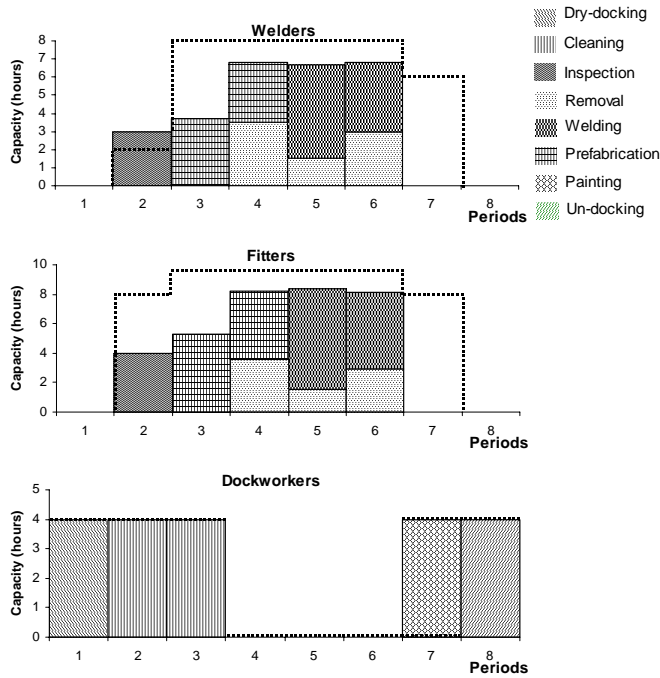 Welders
Capacity (hours)
8
7
6
5
4
3
2
1
0
1 2 3 4 5 6 7 8
Periods
Dry-docking
Cleaning
Inspection
Removal
Welding
Prefabrication
Painting
Un-docking
Fitters
Capacity (hours)
10
8
6
4
2
0
1 2 3 4 5 6 7 8
Periods
Dockworkers
Capacity (hours)
5
4
3
2
1
0
1 2 3 4 5 6 7 8
Periods